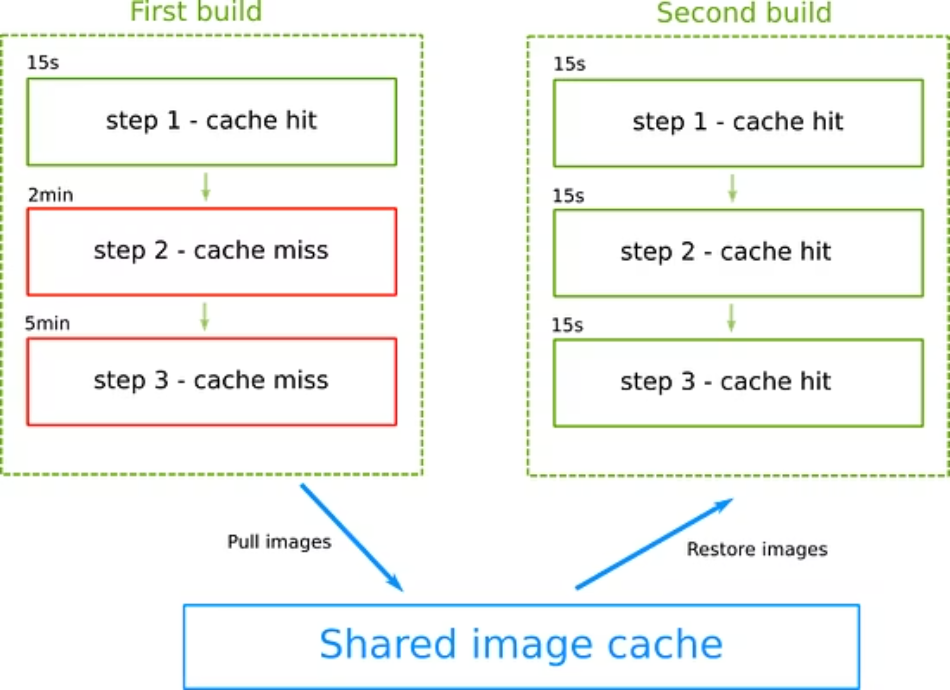 First build
15s
step 1 - cache hit
2min
step 2 - cache miss
5min
step 3 - cache miss
Second build
15s
step 1 - cache hit
15s
step 2 - cache hit
15s
step 3 - cache hit
Pull images
Restore images
Shared image cache